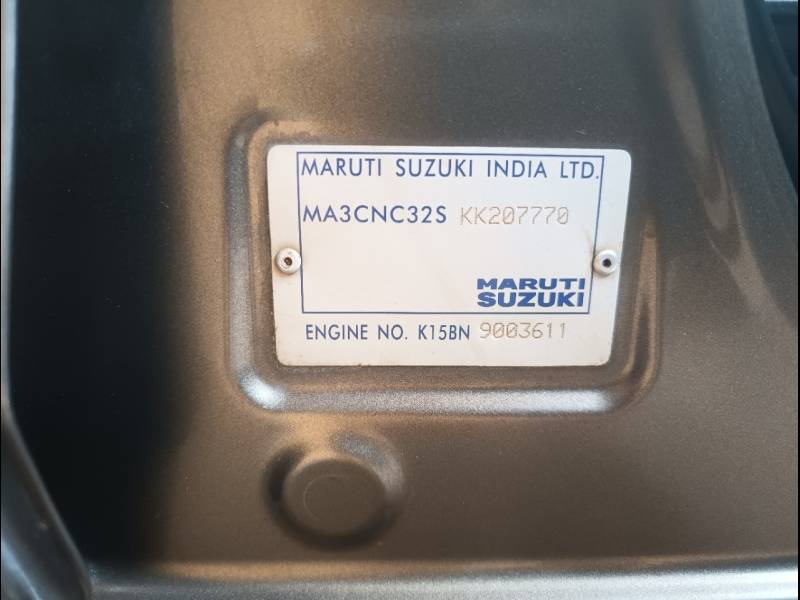 MARUTI SUZUKI INDIA LTD.
MA3CNC32S KK207770
MARUTI
SUZUKI
ENGINE NO. K15BN 9003611